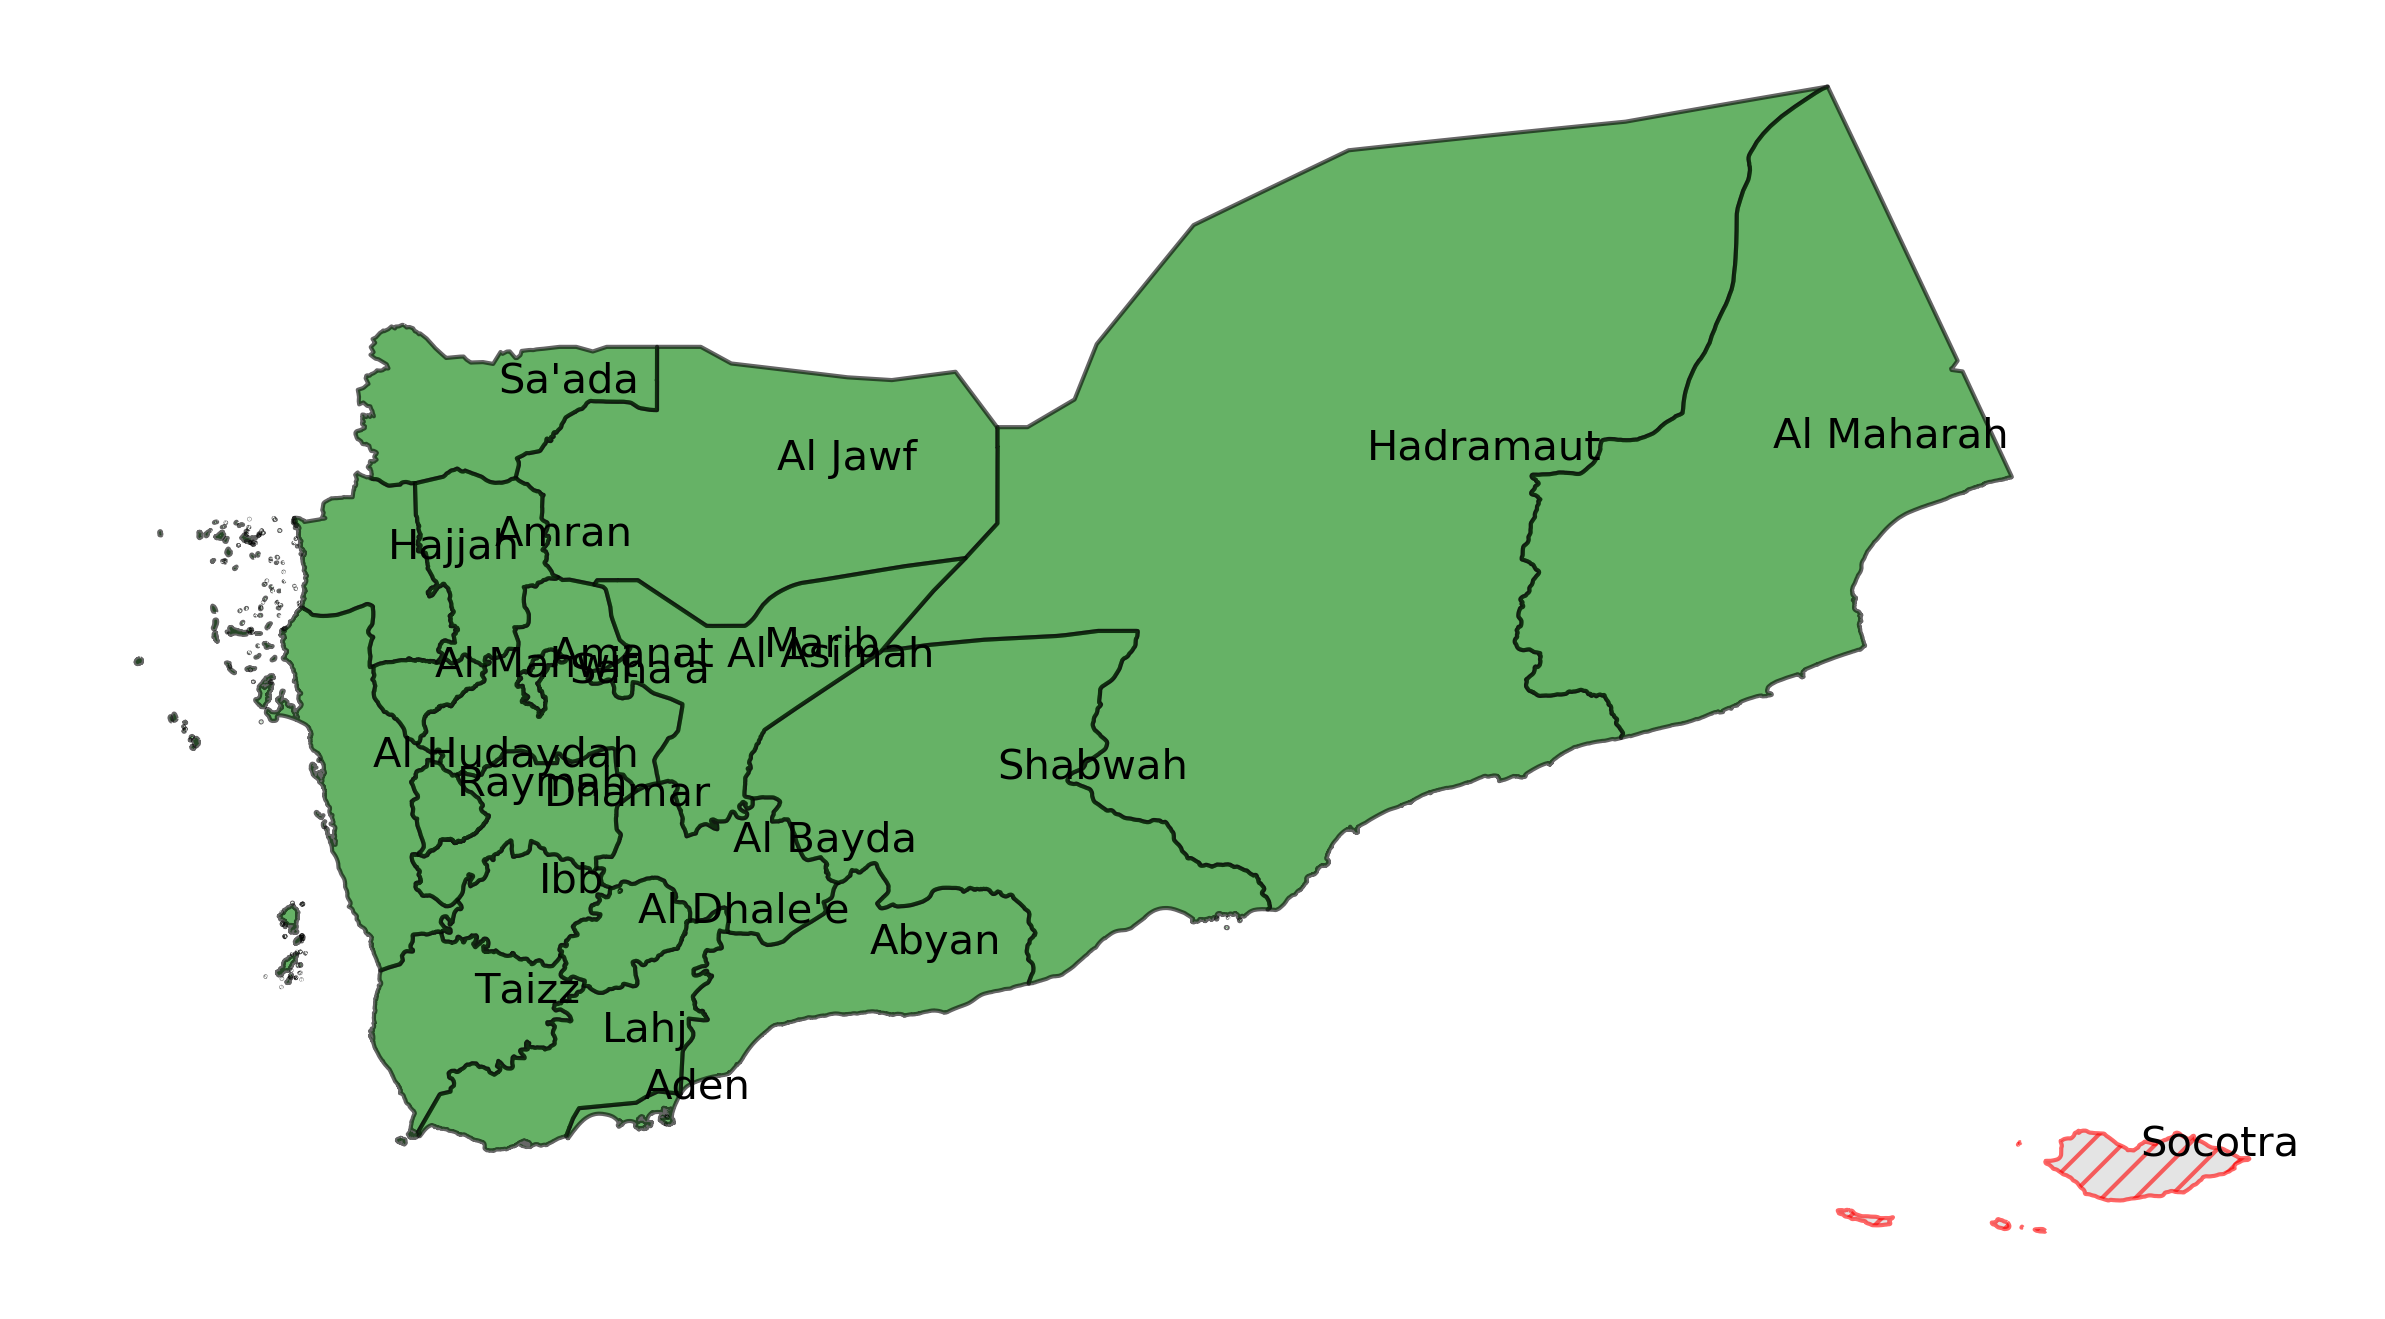 Sa'ada
Al Maharah
Hadramaut
Al Jawf
Amran
Hajjah
Marib
Amanat Al Asimah
Al Mahwit
Sana'a
Al Hudaydah
Shabwah
Raymah
Dhamar
Al Bayda
Ibb
Al Dhale'e
Abyan
Taizz
Lahj
Aden
Socotra